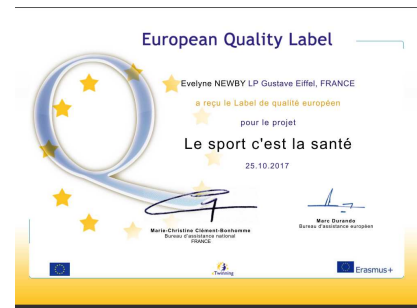 European Quality Label
Evelyne NEWBY LP Gustave Eiffel, FRANCE
a reçu le Label de qualité européen
pour le projet
Le sport c'est la santé
25.10.2017
Marie-Christine Clément-Bonhomme
Bureau d'assistance national
FRANCE
Marc Durando
Bureau d'assistance européen
eTwinning
Erasmus+